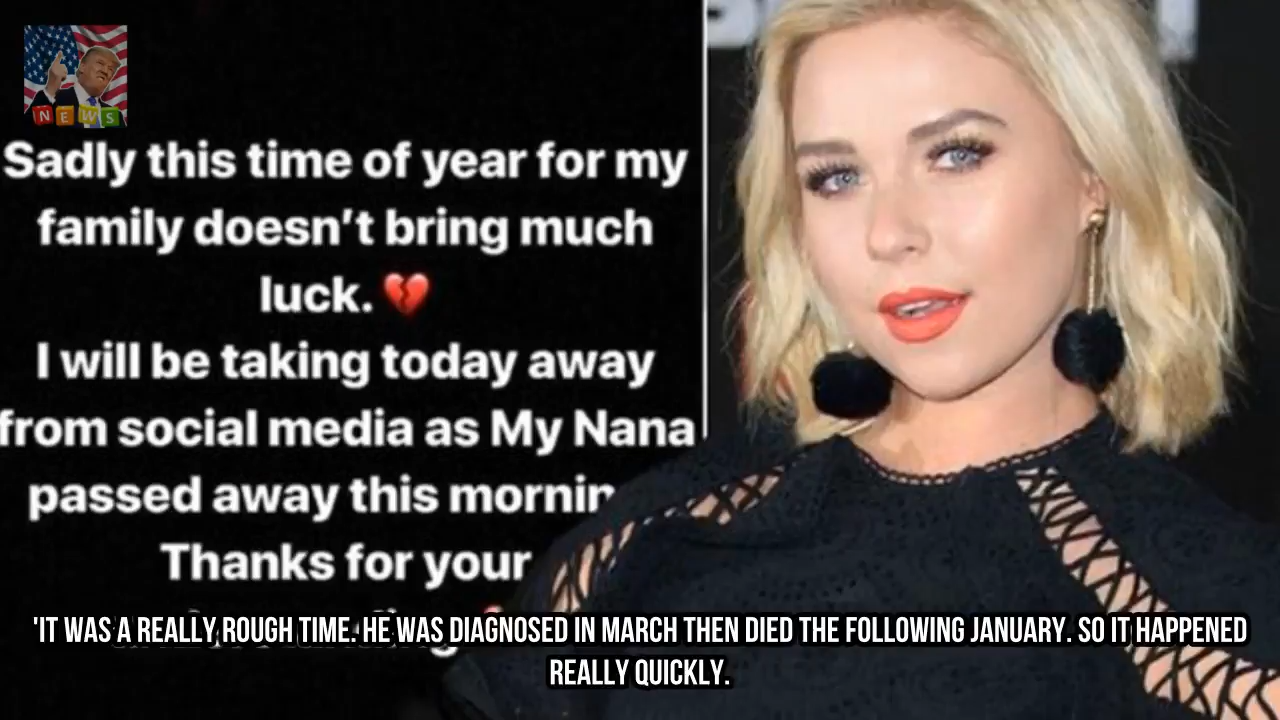 NEWS
Sadly this time of year for my
family doesn't bring much
luck. 💔
I will be taking today away
from social media as My Nana
passed away this mornin
Thanks for your
'IT WAS A REALLY ROUGH TIME. HE WAS DIAGNOSED IN MARCH THEN DIED THE FOLLOWING JANUARY. SO IT HAPPENED
REALLY QUICKLY.